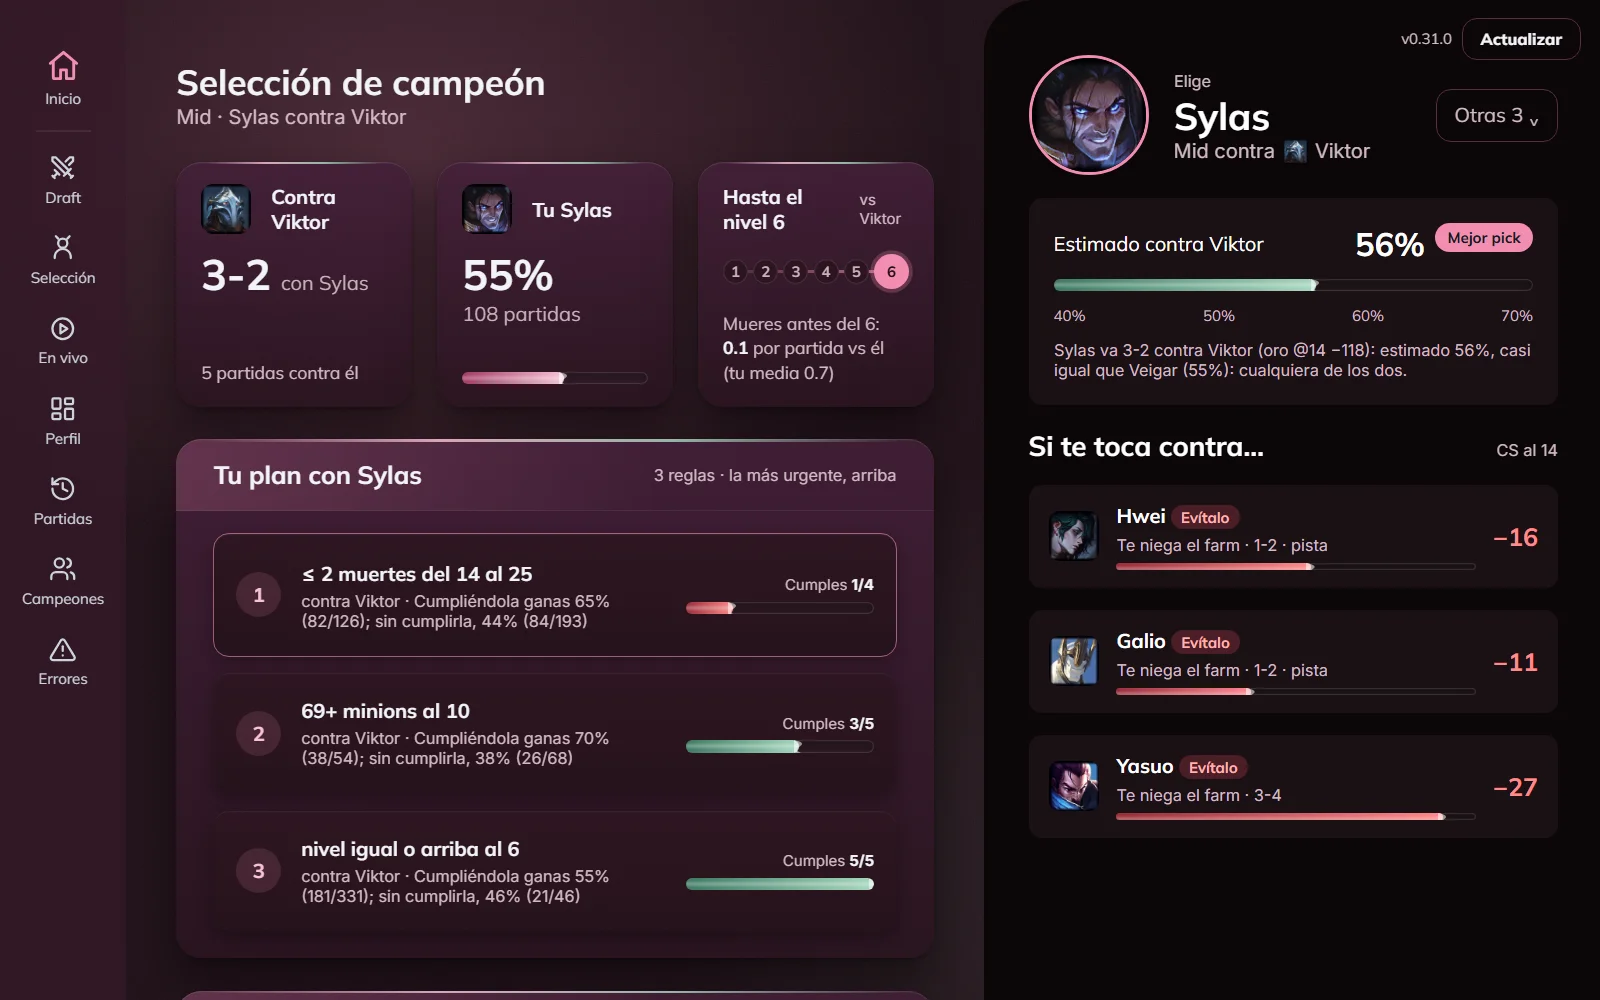 Inicio
Draft
Selección
En vivo
Perfil
Partidas
Campeones
Errores
Selección de campeón
Mid · Sylas contra Viktor
Contra
Viktor
3-2 con Sylas
5 partidas contra él
Tu Sylas
55%
108 partidas
Hasta el
nivel 6
vs
Viktor
1 2 3 4 5 6
Mueres antes del 6:
0.1 por partida vs él
(tu media 0.7)
Tu plan con Sylas
3 reglas · la más urgente, arriba
1
≤ 2 muertes del 14 al 25
contra Viktor · Cumpliéndola ganas 65%
(82/126); sin cumplirla, 44% (84/193)
Cumples 1/4
2
69+ minions al 10
contra Viktor · Cumpliéndola ganas 70%
(38/54); sin cumplirla, 38% (26/68)
Cumples 3/5
3
nivel igual o arriba al 6
contra Viktor · Cumpliéndola ganas 55%
(181/331); sin cumplirla, 46% (21/46)
Cumples 5/5
v0.31.0
Actualizar
Elige
Sylas
Mid contra Viktor
Otras 3 v
Estimado contra Viktor
56%
Mejor pick
40% 50% 60% 70%
Sylas va 3-2 contra Viktor (oro @14 −118): estimado 56%, casi
igual que Veigar (55%): cualquiera de los dos.
Si te toca contra...
CS al 14
Hwei Evítalo
Te niega el farm · 1-2 · pista
−16
Galio Evítalo
Te niega el farm · 1-2 · pista
−11
Yasuo Evítalo
Te niega el farm · 3-4
−27